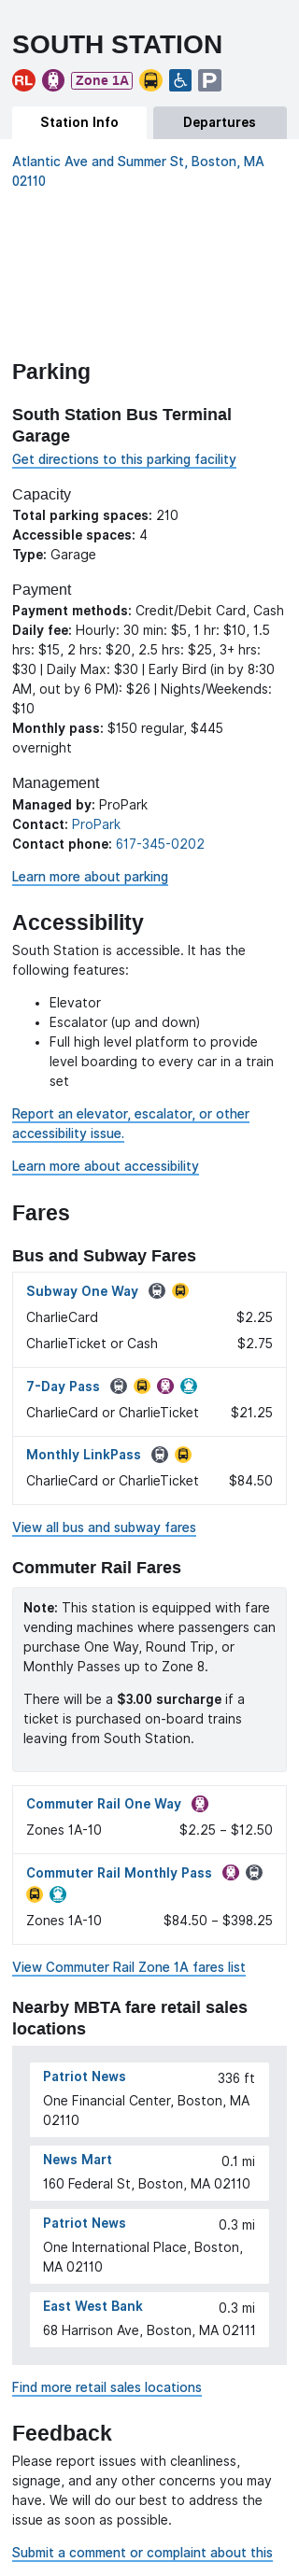 SOUTH STATION
RL Zone 1A P
Station Info Departures
Atlantic Ave and Summer St, Boston, MA
02110
Parking
South Station Bus Terminal
Garage
Get directions to this parking facility
Capacity
Total parking spaces: 210
Accessible spaces: 4
Type: Garage
Payment
Payment methods: Credit/Debit Card, Cash
Daily fee: Hourly: 30 min: $5, 1 hr: $10, 1.5
hrs: $15, 2 hrs: $20, 2.5 hrs: $25, 3+ hrs:
$30 | Daily Max: $30 | Early Bird (in by 8:30
AM, out by 6 PM): $26 | Nights/Weekends:
$10
Monthly pass: $150 regular, $445
overnight
Management
Managed by: ProPark
Contact: ProPark
Contact phone: 617-345-0202
Learn more about parking
Accessibility
South Station is accessible. It has the
following features:
• Elevator
• Escalator (up and down)
• Full high level platform to provide
level boarding to every car in a train
set
Report an elevator, escalator, or other
accessibility issue.
Learn more about accessibility
Fares
Bus and Subway Fares
Subway One Way
CharlieCard $2.25
CharlieTicket or Cash $2.75
7-Day Pass
CharlieCard or CharlieTicket $21.25
Monthly LinkPass
CharlieCard or CharlieTicket $84.50
View all bus and subway fares
Commuter Rail Fares
Note: This station is equipped with fare
vending machines where passengers can
purchase One Way, Round Trip, or
Monthly Passes up to Zone 8.
There will be a $3.00 surcharge if a
ticket is purchased on-board trains
leaving from South Station.
Commuter Rail One Way
Zones 1A-10 $2.25 – $12.50
Commuter Rail Monthly Pass
Zones 1A-10 $84.50 – $398.25
View Commuter Rail Zone 1A fares list
Nearby MBTA fare retail sales
locations
Patriot News 336 ft
One Financial Center, Boston, MA
02110
News Mart 0.1 mi
160 Federal St, Boston, MA 02110
Patriot News 0.3 mi
One International Place, Boston,
MA 02110
East West Bank 0.3 mi
68 Harrison Ave, Boston, MA 02111
Find more retail sales locations
Feedback
Please report issues with cleanliness,
signage, and any other concerns you may
have. We will do our best to address the
issue as soon as possible.
Submit a comment or complaint about this